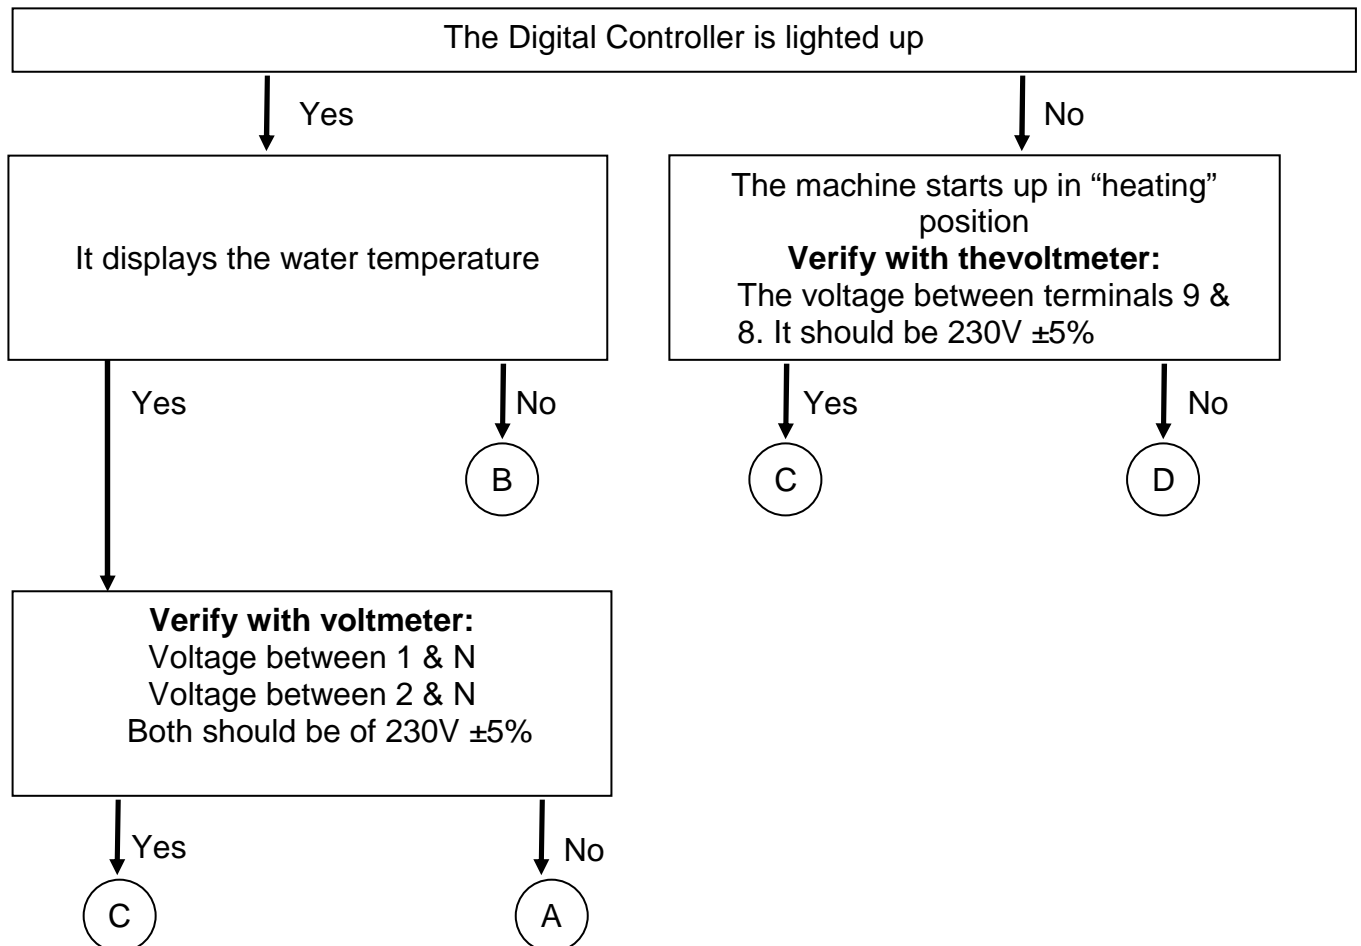 The Digital Controller is lighted up
Yes
No
It displays the water temperature
The machine starts up in “heating”
position
Verify with thevoltmeter:
The voltage between terminals 9 &
8. It should be 230V ±5%
Yes
No
Yes
No
B
C
D
Verify with voltmeter:
Voltage between 1 & N
Voltage between 2 & N
Both should be of 230V ±5%
Yes
No
C
A